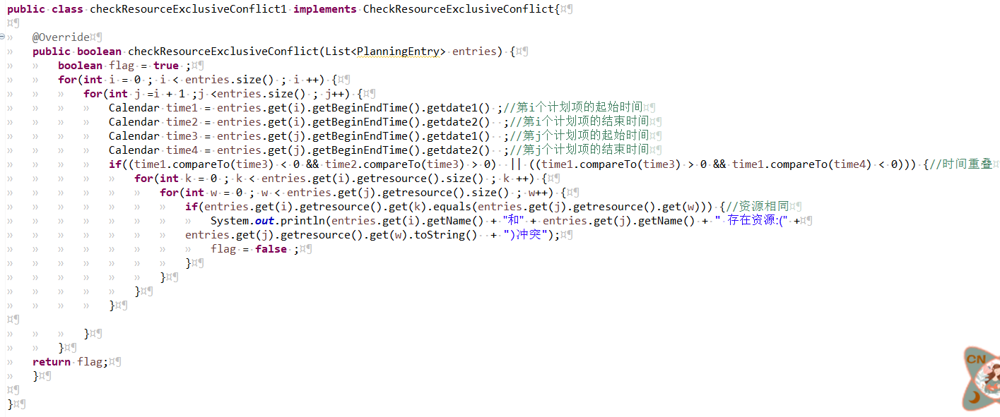 public class checkResourceExclusiveConflict1 implements CheckResourceExclusiveConflict{
@Override
public boolean checkResourceExclusiveConflict(List<PlanningEntry> entries) {
boolean flag = true ;
for(int i = 0 ; i < entries.size() ; i ++) {
for(int j =i + 1 ;j <entries.size() ; j++) {
Calendar time1 = entries.get(i).getBeginEndTime().getdate1() ;//第i个计划项的起始时间
Calendar time2 = entries.get(i).getBeginEndTime().getdate2()  ;//第i个计划项的结束时间
Calendar time3 = entries.get(j).getBeginEndTime().getdate1()  ;//第j个计划项的起始时间
Calendar time4 = entries.get(j).getBeginEndTime().getdate2()  ;//第j个计划项的结束时间
if((time1.compareTo(time3) < 0 && time2.compareTo(time3) > 0)  || ((time1.compareTo(time3) > 0 && time1.compareTo(time4) < 0))) {//时间重叠
for(int k = 0 ; k < entries.get(i).getresource().size() ; k ++) {
for(int w = 0 ; w < entries.get(j).getresource().size() ; w++) {
if(entries.get(i).getresource().get(k).equals(entries.get(j).getresource().get(w))) {//资源相同
System.out.println(entries.get(i).getName() + "和" + entries.get(j).getName() + " 存在资源:(" +
entries.get(j).getresource().get(w).toString()  + ")冲突");
flag = false ;
}
}
}
}
}
}
return flag;
}
}
CN